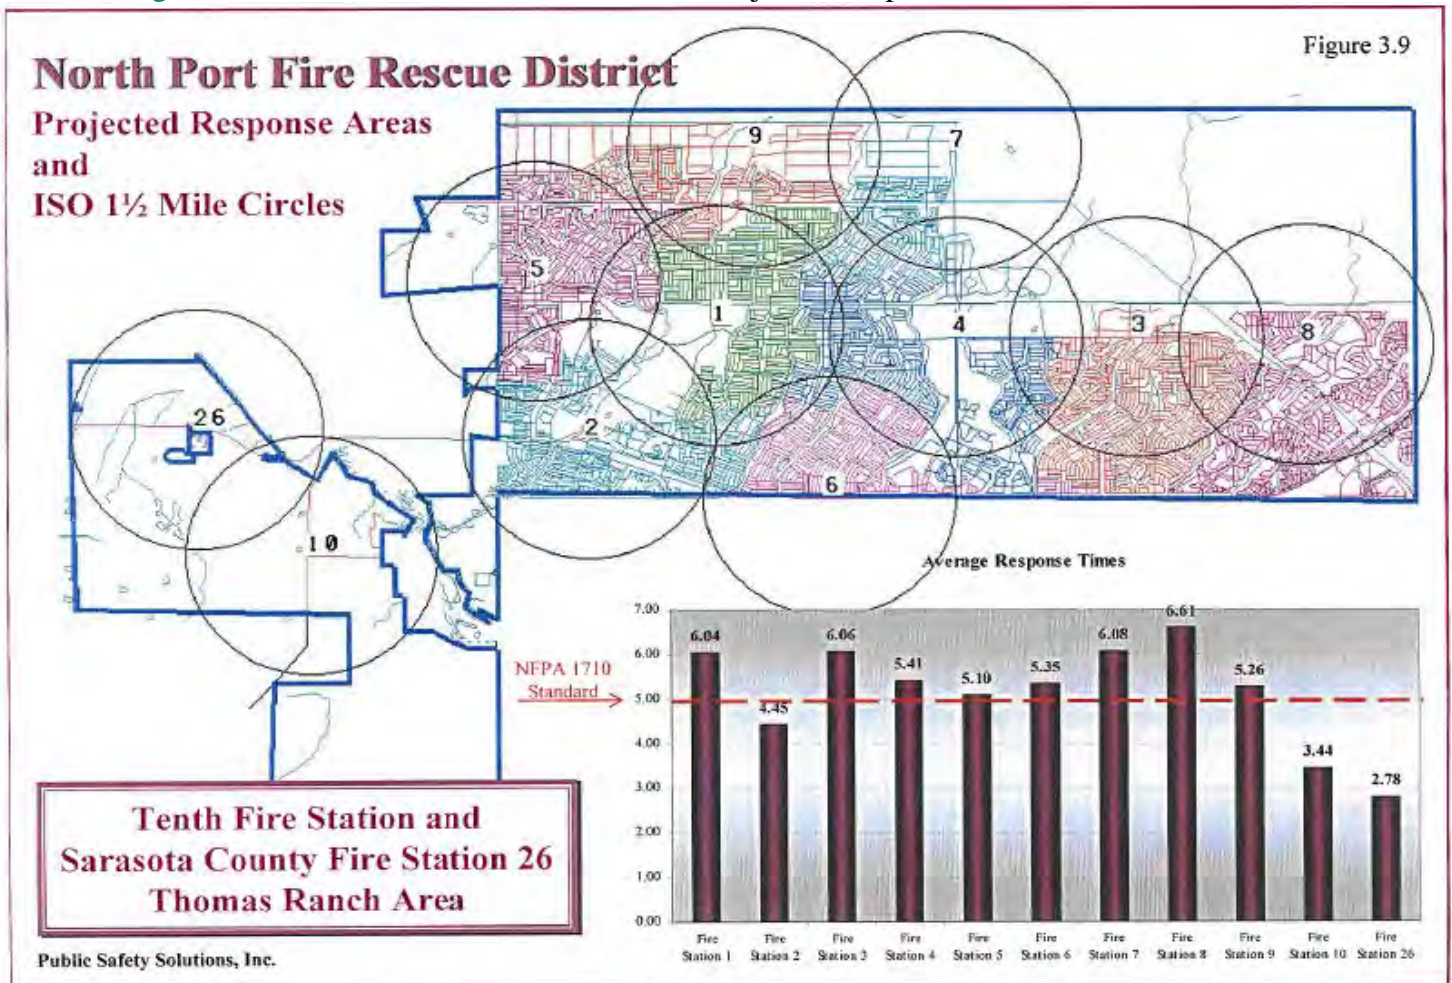 Figure 3.9
North Port Fire Rescue District
Projected Response Areas
and
ISO 1½ Mile Circles
9
7
5
1
4
3
8
26
2
6
10
Average Response Times
7.00
6.00
5.00
4.00
3.00
2.00
1.00
0.00
NFPA 1710
Standard
6.04
4.45
6.06
5.41
5.10
5.35
6.08
6.61
5.26
3.44
2.78
Fire Station 1
Fire Station 2
Fire Station 3
Fire Station 4
Fire Station 5
Fire Station 6
Fire Station 7
Fire Station 8
Fire Station 9
Fire Station 10
Fire Station 26
Tenth Fire Station and
Sarasota County Fire Station 26
Thomas Ranch Area
Public Safety Solutions, Inc.